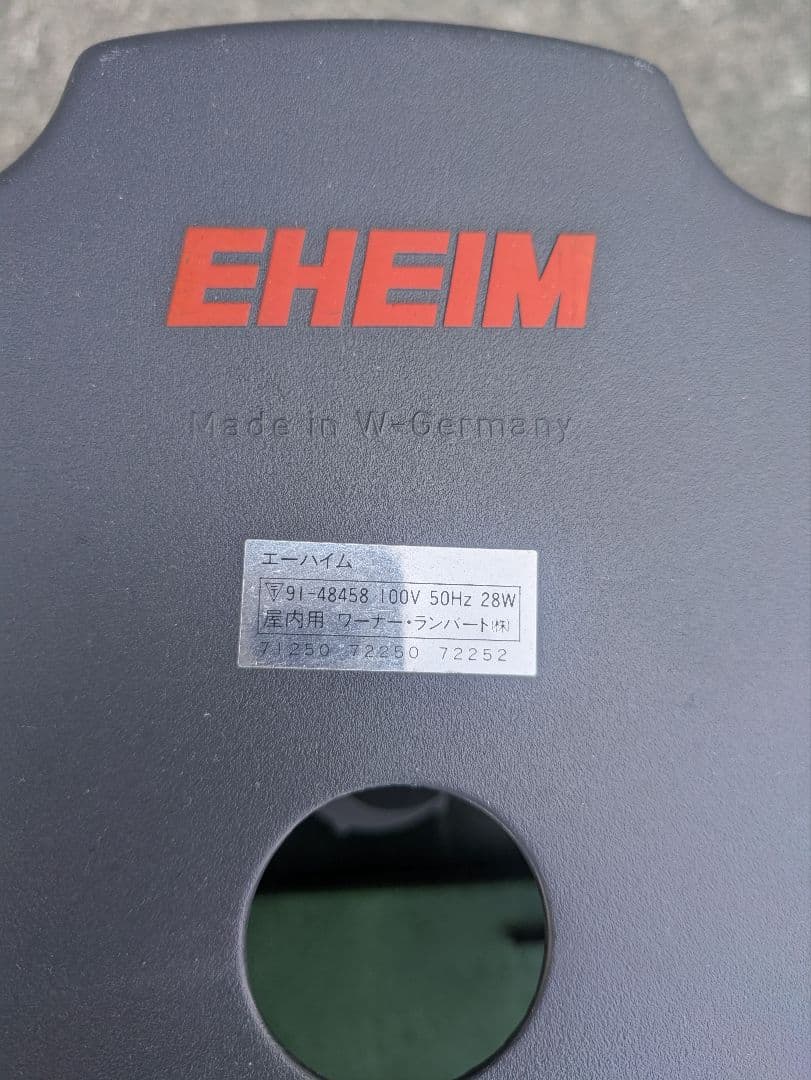 EHEIM
Made in W-Germany
エーハイム
91-48458 100V 50Hz 28W
屋内用 ワーナー・ランバート(株)
71250 72250 72252